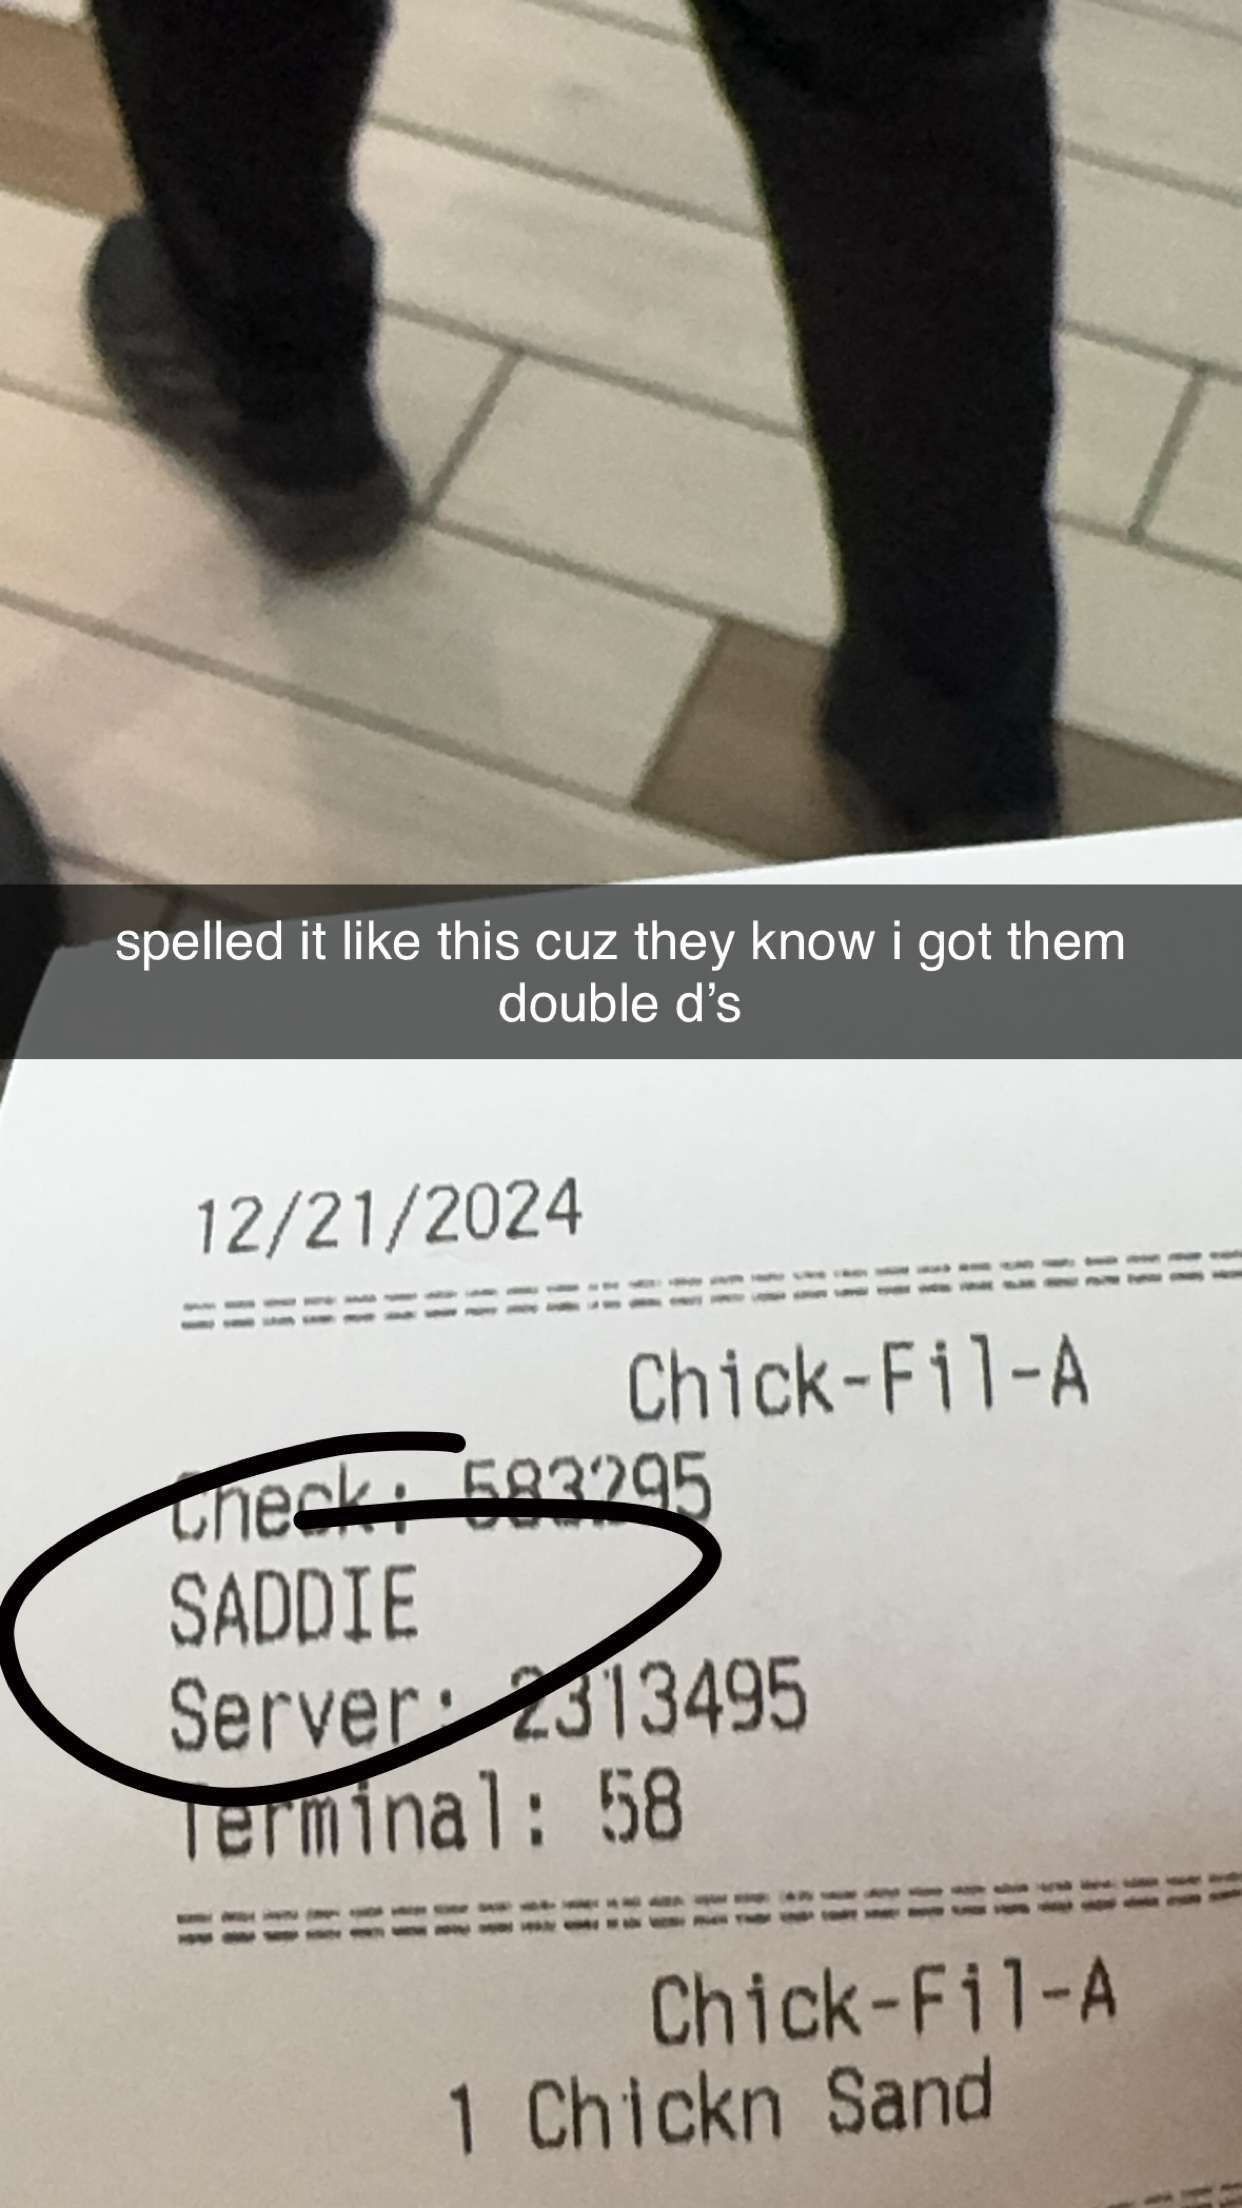 spelled it like this cuz they know i got them
double d’s
12/21/2024
Chick-Fil-A
Check: 583295
SADDIE
Server: 2313495
Terminal: 58
Chick-Fil-A
1 Chickn Sand